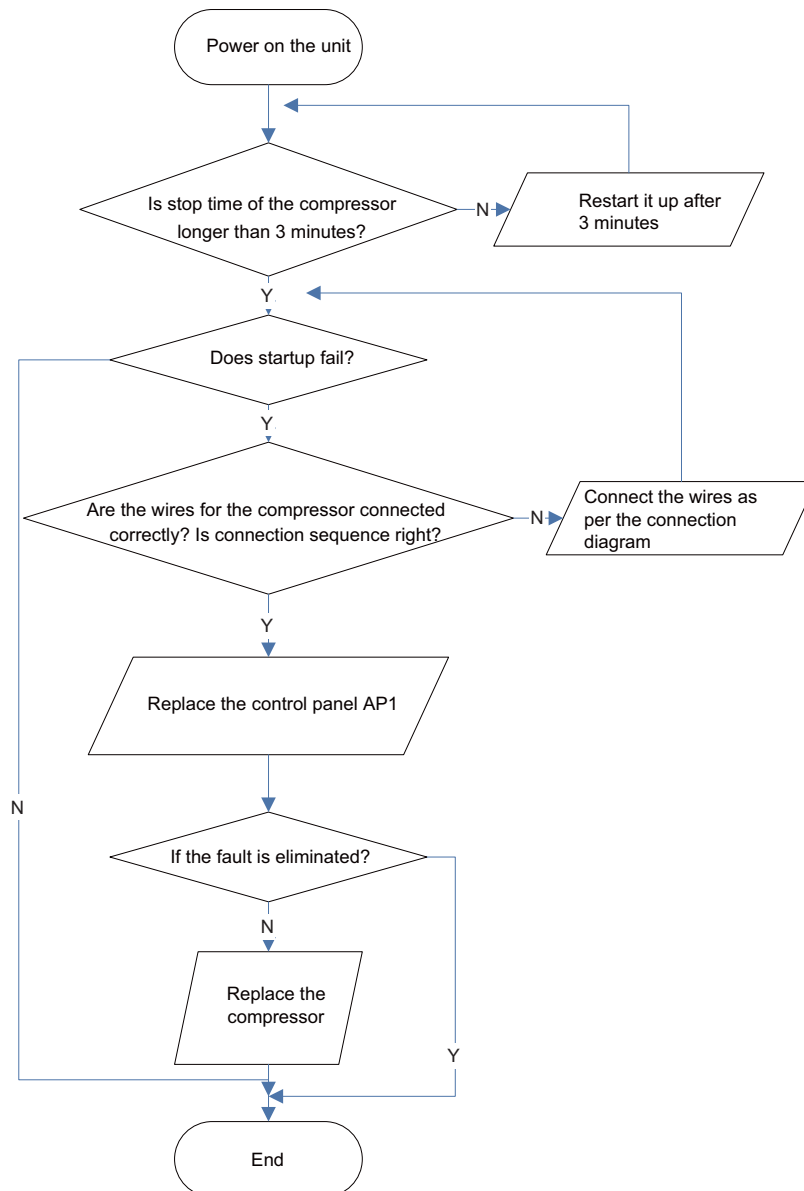 Power on the unit
Is stop time of the compressor
longer than 3 minutes?
N
Restart it up after
3 minutes
Y
Does startup fail?
Y
Are the wires for the compressor connected
correctly? Is connection sequence right?
N
Connect the wires as
per the connection
diagram
Y
Replace the control panel AP1
N
If the fault is eliminated?
N
Replace the
compressor
Y
End